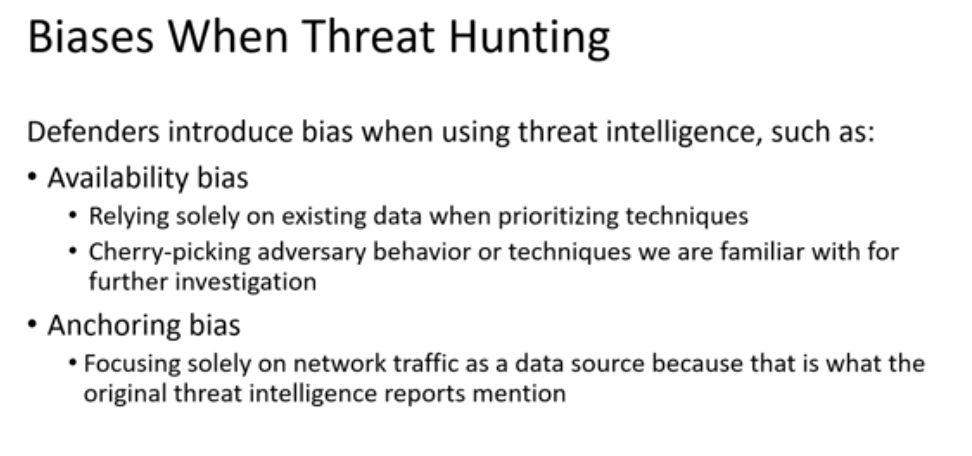 Biases When Threat Hunting
Defenders introduce bias when using threat intelligence, such as:
• Availability bias
• Relying solely on existing data when prioritizing techniques
• Cherry-picking adversary behavior or techniques we are familiar with for
further investigation
• Anchoring bias
• Focusing solely on network traffic as a data source because that is what the
original threat intelligence reports mention